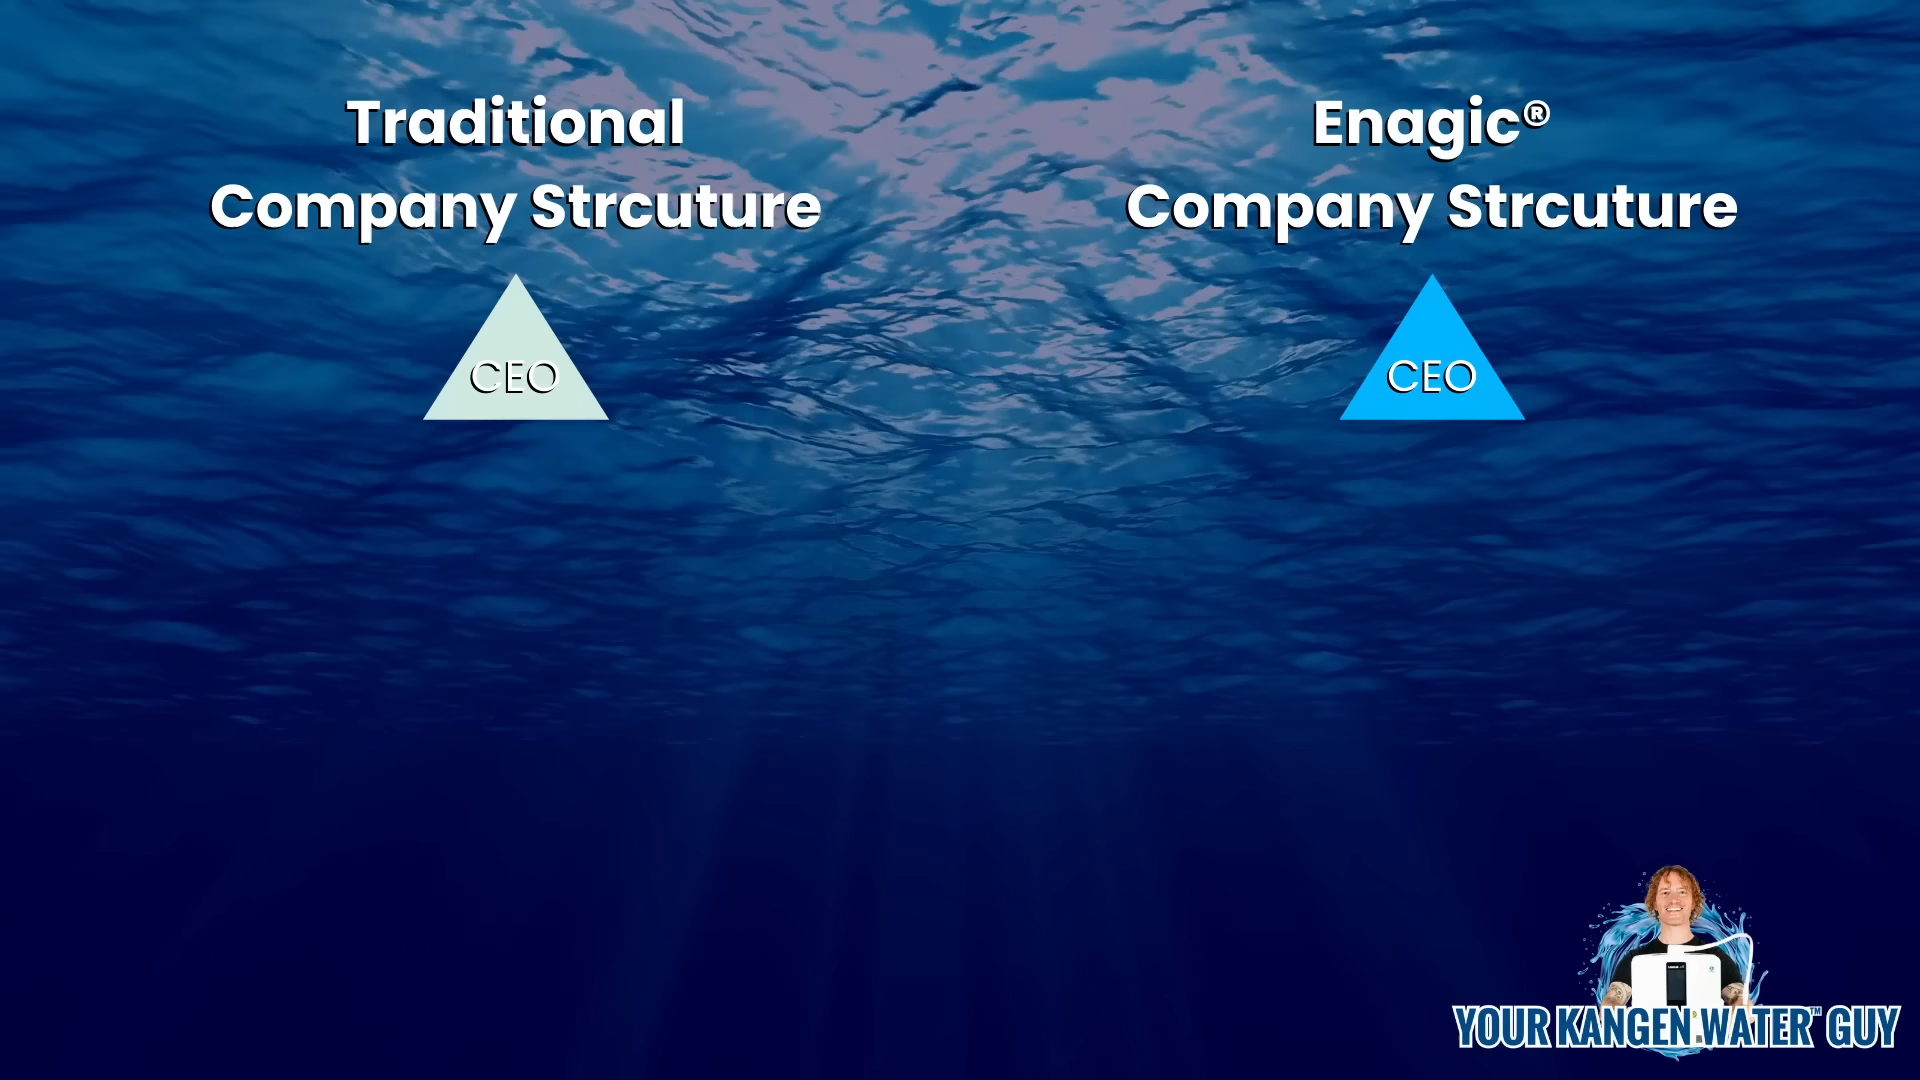 Traditional
Company Strcuture
CEO
Enagic®
Company Strcuture
CEO
YOUR KANGEN WATER™ GUY